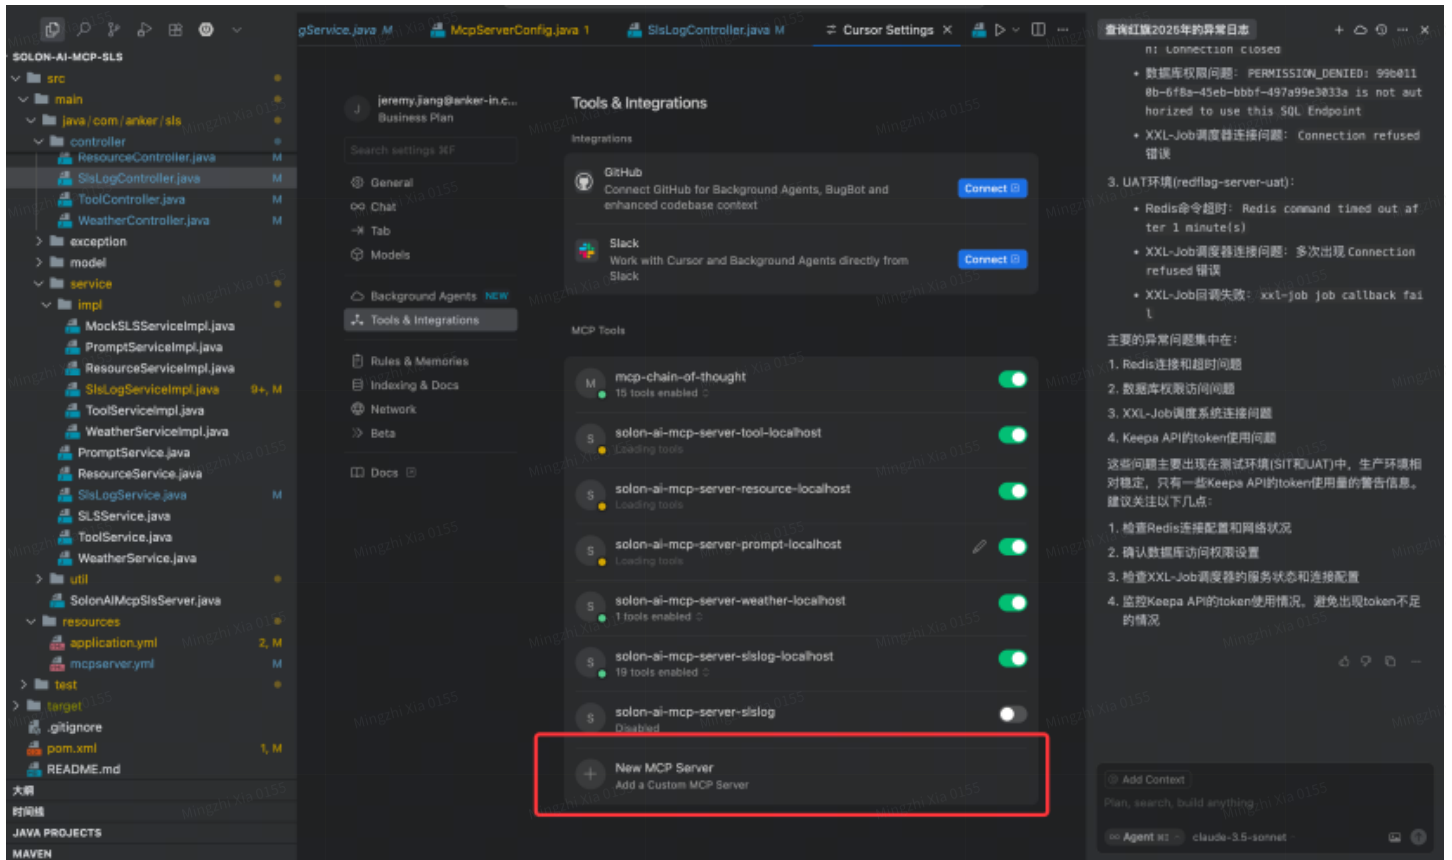 SOLON-AI-MCP-SLS
src
main
java/com/anker/sls
controller
ResourceController.java M
SlsLogController.java M
ToolController.java M
WeatherController.java M
exception
model
service
impl
MockSLSServiceImpl.java
PromptServiceImpl.java
ResourceServiceImpl.java
SlsLogServiceImpl.java 9+, M
ToolServiceImpl.java
WeatherServiceImpl.java
PromptService.java
ResourceService.java
SlsLogService.java M
SLSService.java
ToolService.java
WeatherService.java
util
SolonAIMcpSlsServer.java
resources
application.yml 2, M
mcpserver.yml M
test
target
.gitignore
pom.xml 1, M
README.md
大纲
时间线
JAVA PROJECTS
MAVEN
gService.java M
McpServerConfig.java 1
SlsLogController.java M
Cursor Settings
J
jeremy.jiang@anker-in.c...
Business Plan
Search settings ⌘F
General
Chat
Tab
Models
Background Agents NEW
Tools & Integrations
Rules & Memories
Indexing & Docs
Network
Beta
Docs
Tools & Integrations
Integrations
GitHub
Connect GitHub for Background Agents, BugBot and
enhanced codebase context
Connect
Slack
Work with Cursor and Background Agents directly from
Slack
Connect
MCP Tools
M
mcp-chain-of-thought
15 tools enabled
S
solon-ai-mcp-server-tool-localhost
Loading tools
S
solon-ai-mcp-server-resource-localhost
Loading tools
S
solon-ai-mcp-server-prompt-localhost
Loading tools
S
solon-ai-mcp-server-weather-localhost
1 tools enabled
S
solon-ai-mcp-server-slslog-localhost
19 tools enabled
S
solon-ai-mcp-server-slslog
Disabled
New MCP Server
Add a Custom MCP Server
查询红旗2025年的异常日志
n: Connection closed
• 数据库权限问题： PERMISSION_DENIED: 99b011
0b-6f8a-45eb-bbbf-497a99e3033a is not aut
horized to use this SQL Endpoint
• XXL-Job调度器连接问题： Connection refused
错误
3. UAT环境(redflag-server-uat)：
• Redis命令超时： Redis command timed out af
ter 1 minute(s)
• XXL-Job调度器连接问题：多次出现 Connection
refused 错误
• XXL-Job回调失败： xxl-job job callback fai
l
主要的异常问题集中在：
1. Redis连接和超时问题
2. 数据库权限访问问题
3. XXL-Job调度系统连接问题
4. Keepa API的token使用问题
这些问题主要出现在测试环境(SIT和UAT)中，生产环境相
对稳定，只有一些Keepa API的token使用量的警告信息。
建议关注以下几点：
1. 检查Redis连接配置和网络状况
2. 确认数据库访问权限设置
3. 检查XXL-Job调度器的服务状态和连接配置
4. 监控Keepa API的token使用情况，避免出现token不足
的情况
@ Add Context
Plan, search, build anything
Agent ⌘I
claude-3.5-sonnet
Mingzhi Xia 0155